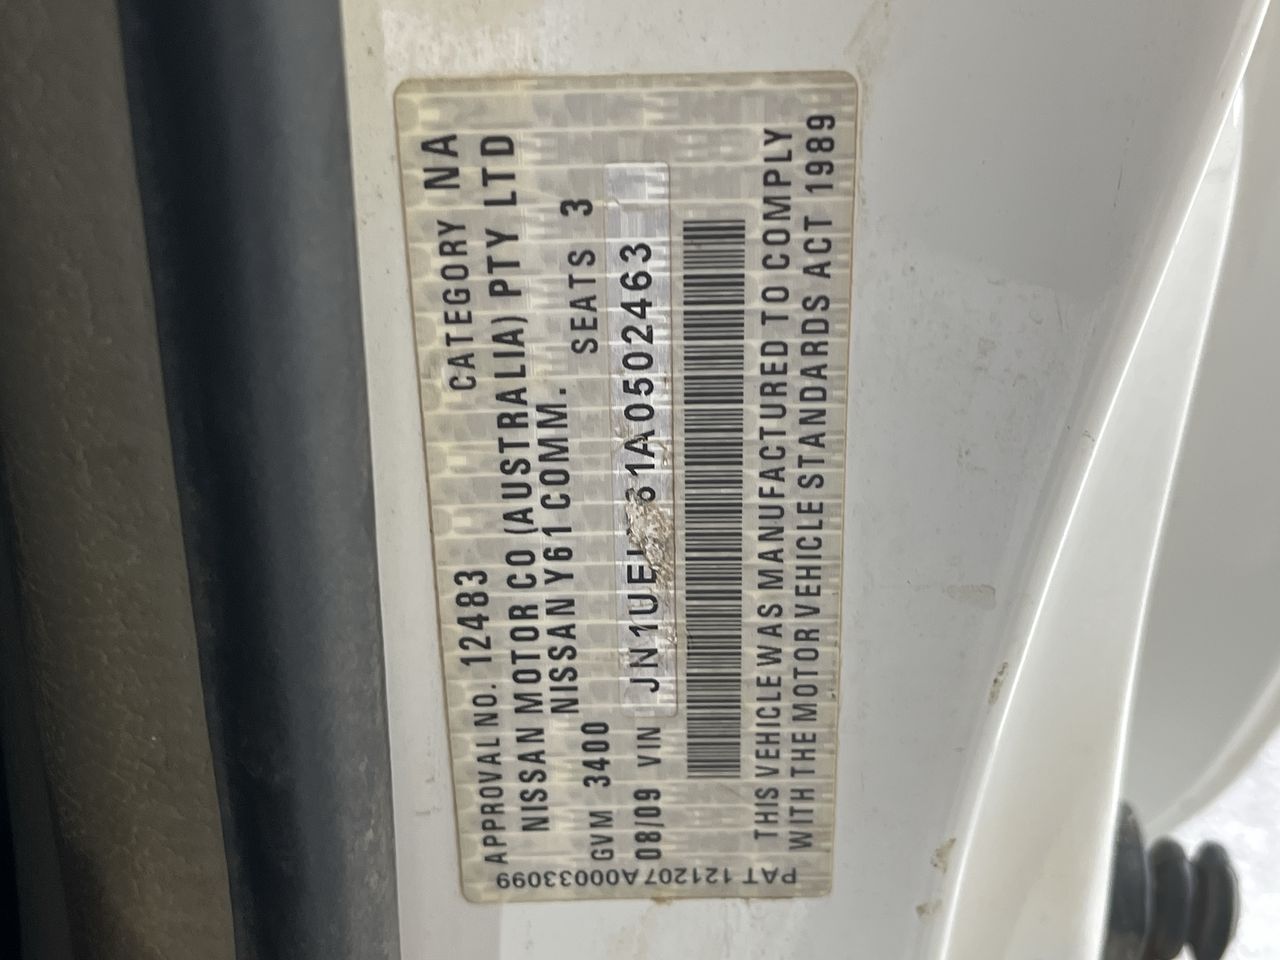 APPROVAL NO. 12483 CATEGORY NA
NISSAN MOTOR CO (AUSTRALIA) PTY LTD
NISSAN Y61 COMM.
GVM 3400 SEATS 3
08/09 VIN
THIS VEHICLE WAS MANUFACTURED TO COMPLY
WITH THE MOTOR VEHICLE STANDARDS ACT 1989
PAT 121207A00033099